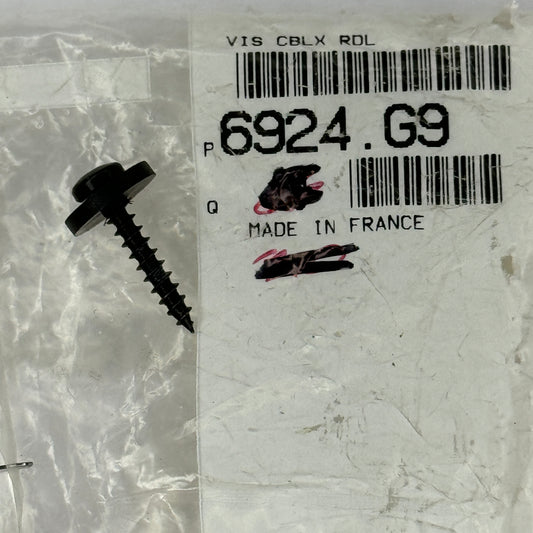 VIS CBLX RDL
P 6924.G9
Q
MADE IN FRANCE